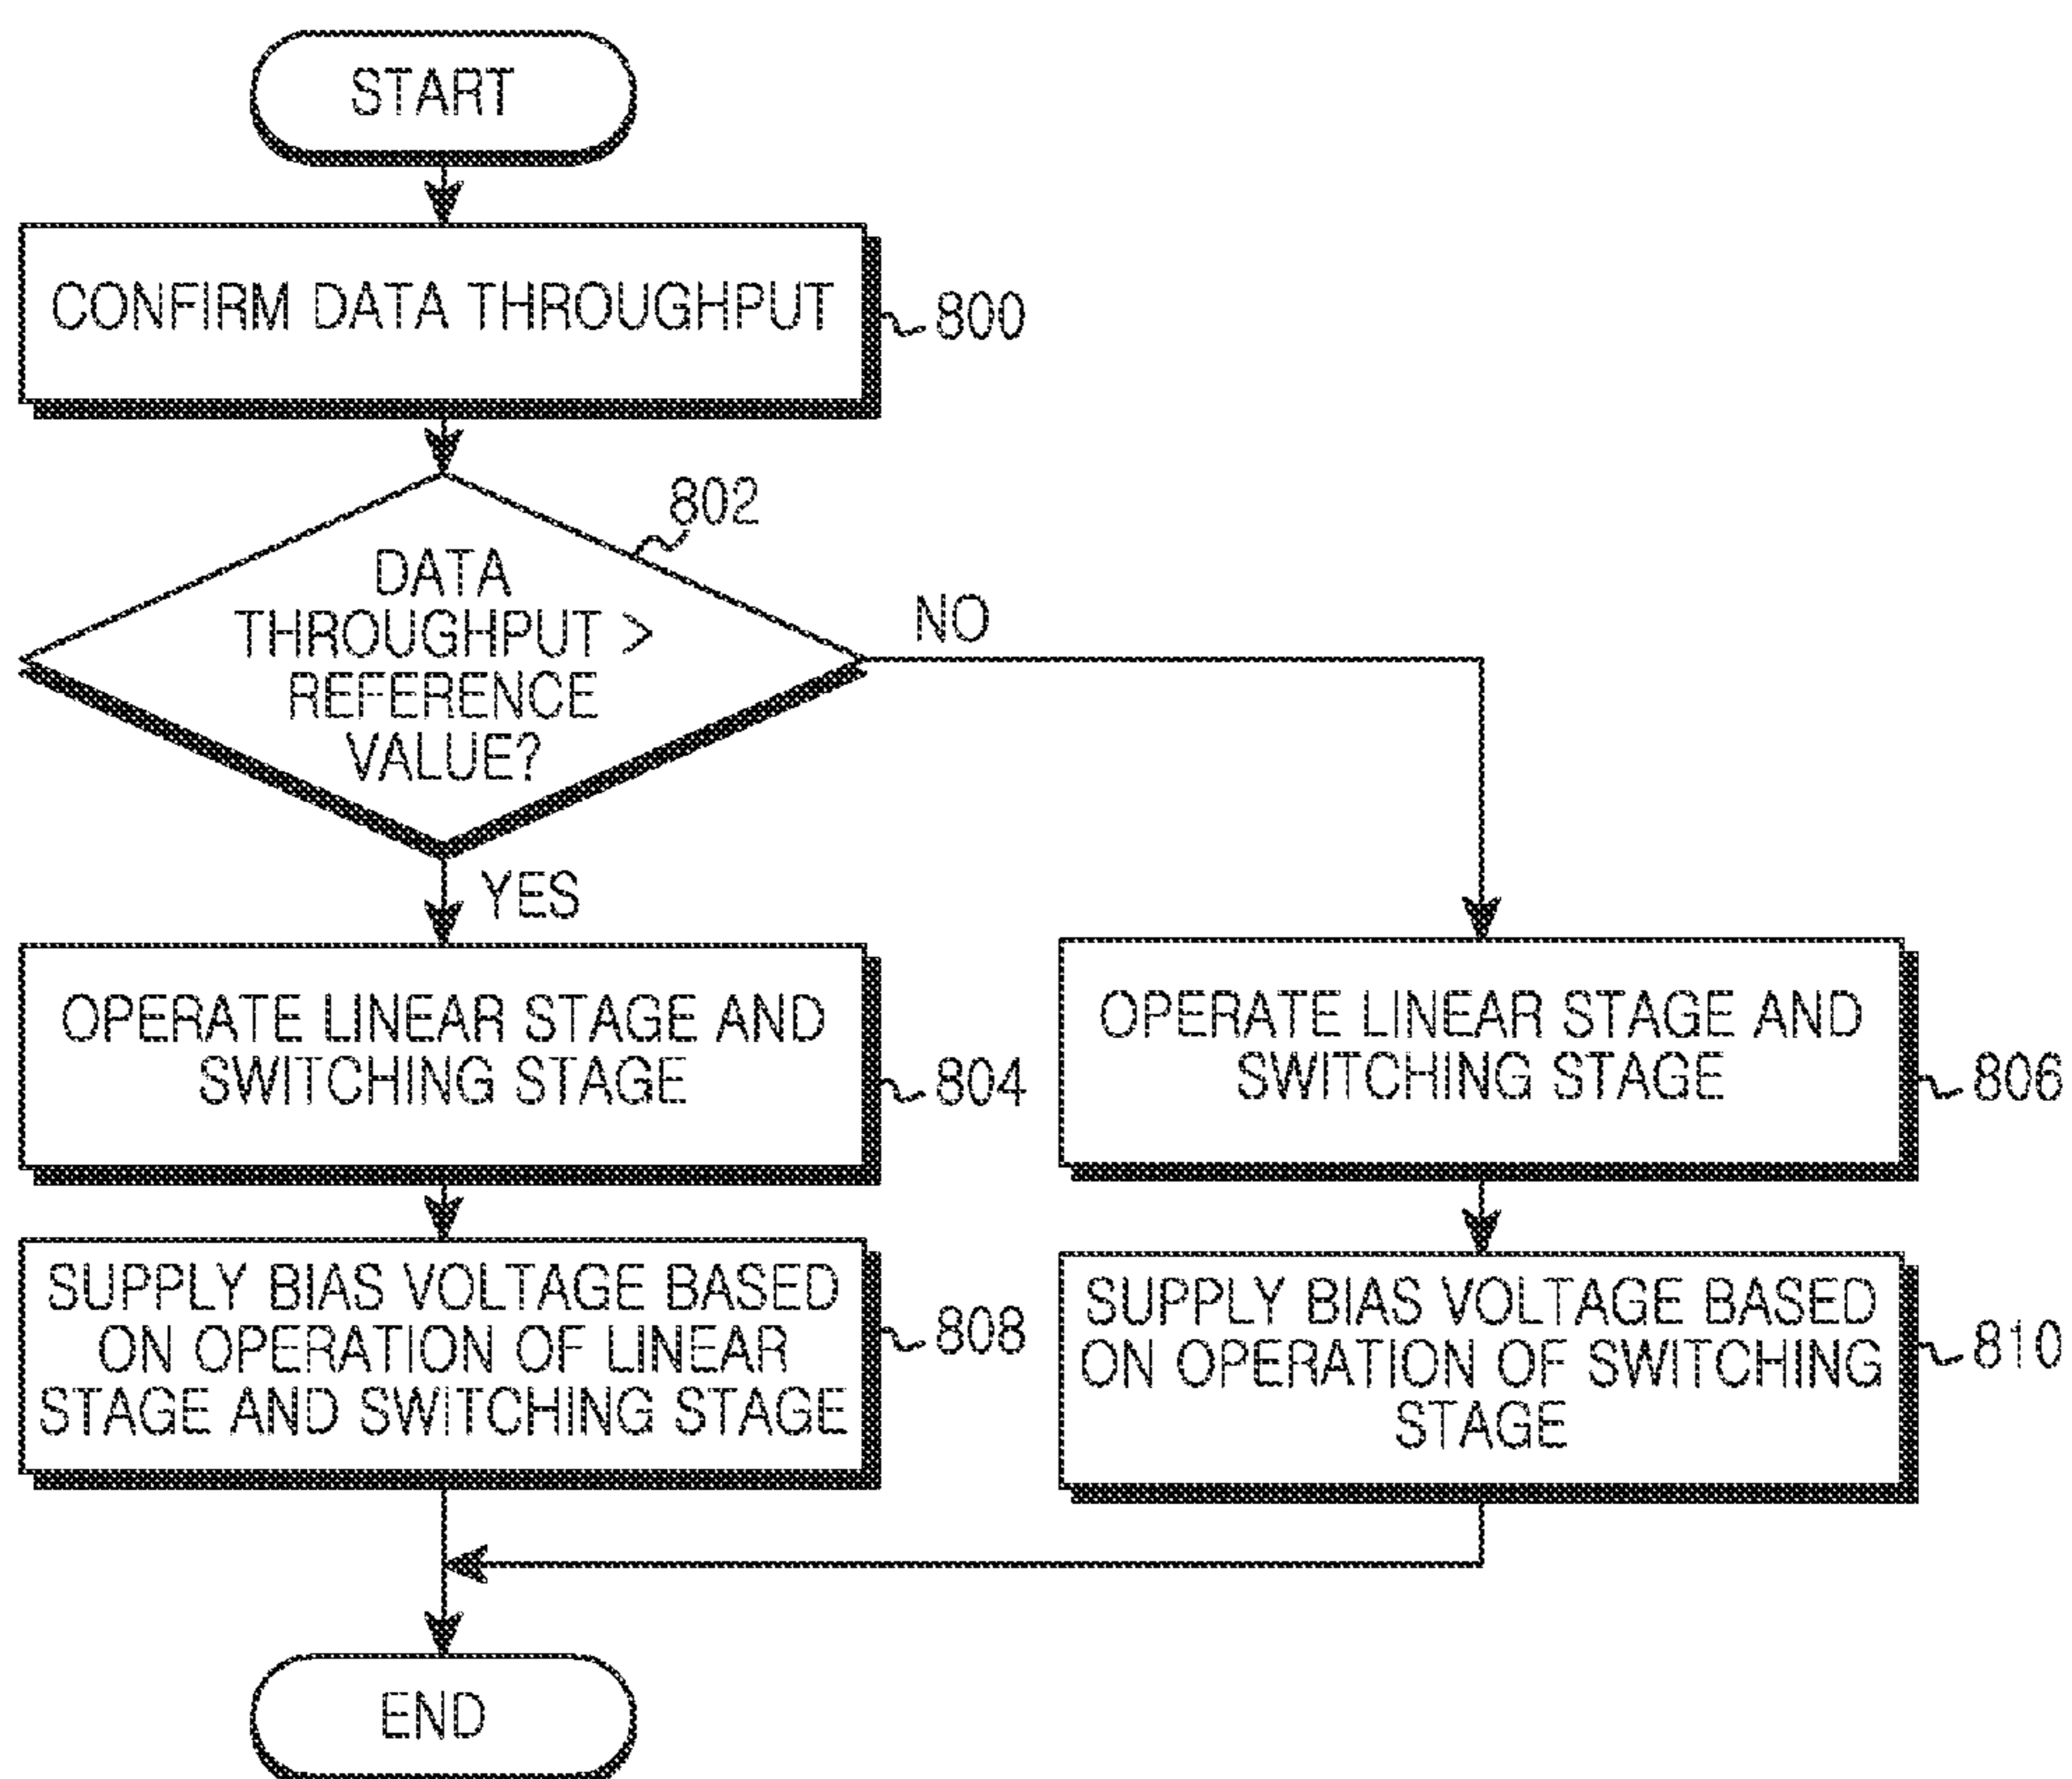 START
CONFIRM DATA THROUGHPUT
800
802
DATA
THROUGHPUT >
REFERENCE
VALUE?
NO
YES
OPERATE LINEAR STAGE AND
SWITCHING STAGE
804
OPERATE LINEAR STAGE AND
SWITCHING STAGE
806
SUPPLY BIAS VOLTAGE BASED
ON OPERATION OF LINEAR
STAGE AND SWITCHING STAGE
808
SUPPLY BIAS VOLTAGE BASED
ON OPERATION OF SWITCHING
STAGE
810
END